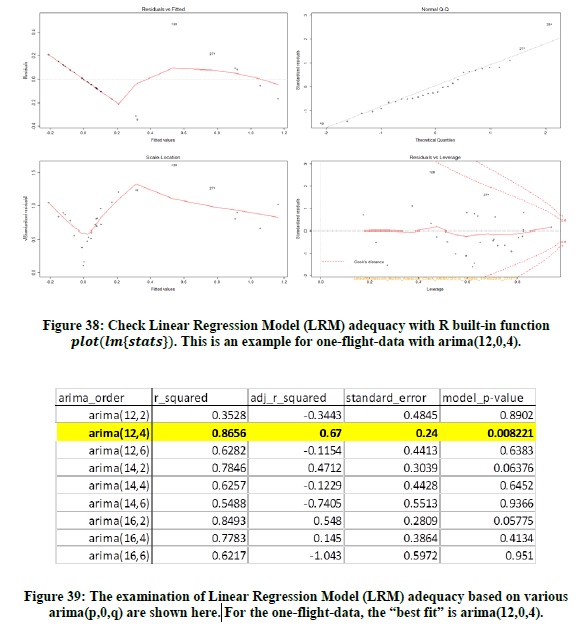 Residuals vs Fitted
Normal Q-Q
Residuals
Standardized residuals
Fitted values
Theoretical Quantiles
Scale-Location
Residuals vs Leverage
Standardized residuals
Cook's distance
Fitted values
Leverage
Figure 38: Check Linear Regression Model (LRM) adequacy with R built-in function
plot(lm{stats}). This is an example for one-flight-data with arima(12,0,4).
arima_order r_squared adj_r_squared standard_error model_p-value
arima(12,2) 0.3528 -0.3443 0.4845 0.8902
arima(12,4) 0.8656 0.67 0.24 0.008221
arima(12,6) 0.6282 -0.1154 0.4413 0.6383
arima(14,2) 0.7846 0.4712 0.3039 0.06376
arima(14,4) 0.6257 -0.1229 0.4428 0.6452
arima(14,6) 0.5488 -0.7405 0.5513 0.9366
arima(16,2) 0.8493 0.548 0.2809 0.05775
arima(16,4) 0.7783 0.145 0.3864 0.4134
arima(16,6) 0.6217 -1.043 0.5972 0.951
Figure 39: The examination of Linear Regression Model (LRM) adequacy based on various
arima(p,0,q) are shown here. For the one-flight-data, the “best fit” is arima(12,0,4).